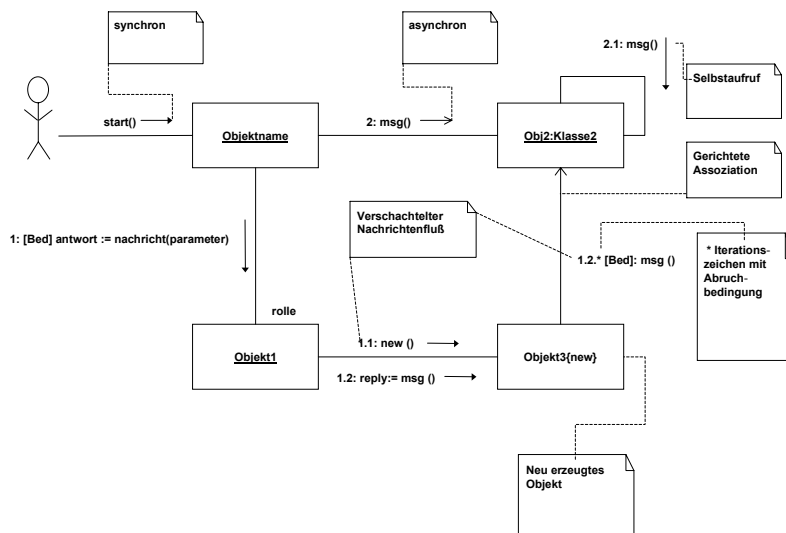 synchron
asynchron
2.1: msg()
Selbstaufruf
start()
Objektname
2: msg()
Obj2:Klasse2
Gerichtete
Assoziation
Verschachtelter
Nachrichtenfluß
1: [Bed] antwort := nachricht(parameter)
1.2.* [Bed]: msg ()
* Iterations-
zeichen mit
Abruch-
bedingung
rolle
1.1: new ()
Objekt1
Objekt3{new}
1.2: reply:= msg ()
Neu erzeugtes
Objekt